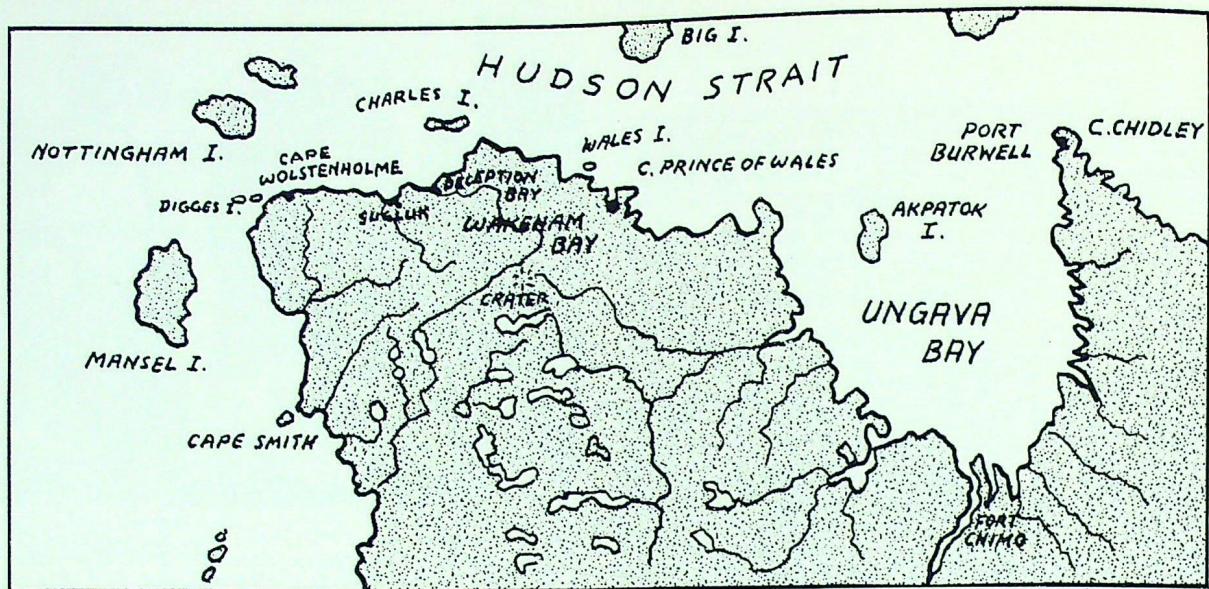 BIG I.
HUDSON STRAIT
CHARLES I.
NOTTINGHAM I.
CAPE
WOLSTENHOLME
WALES I.
C. PRINCE OF WALES
PORT
BURWELL
C. CHIDLEY
DIGGES I.
SUGLUK
DECEPTION
BAY
WAKEHAM
BAY
AKPATOK
I.
CRATER
UNGAVA
BAY
MANSEL I.
CAPE SMITH
FORT
CHIMO